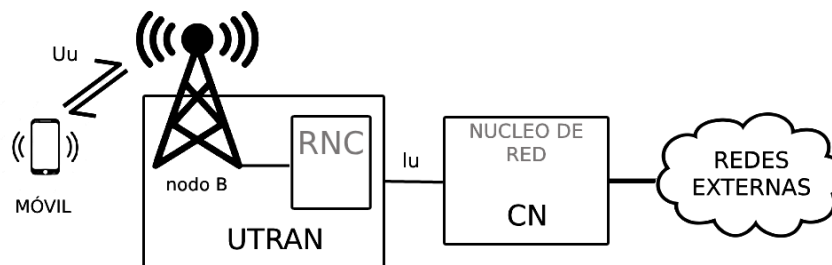 Uu
MÓVIL
nodo B
RNC
UTRAN
Iu
NUCLEO DE
RED
CN
REDES
EXTERNAS